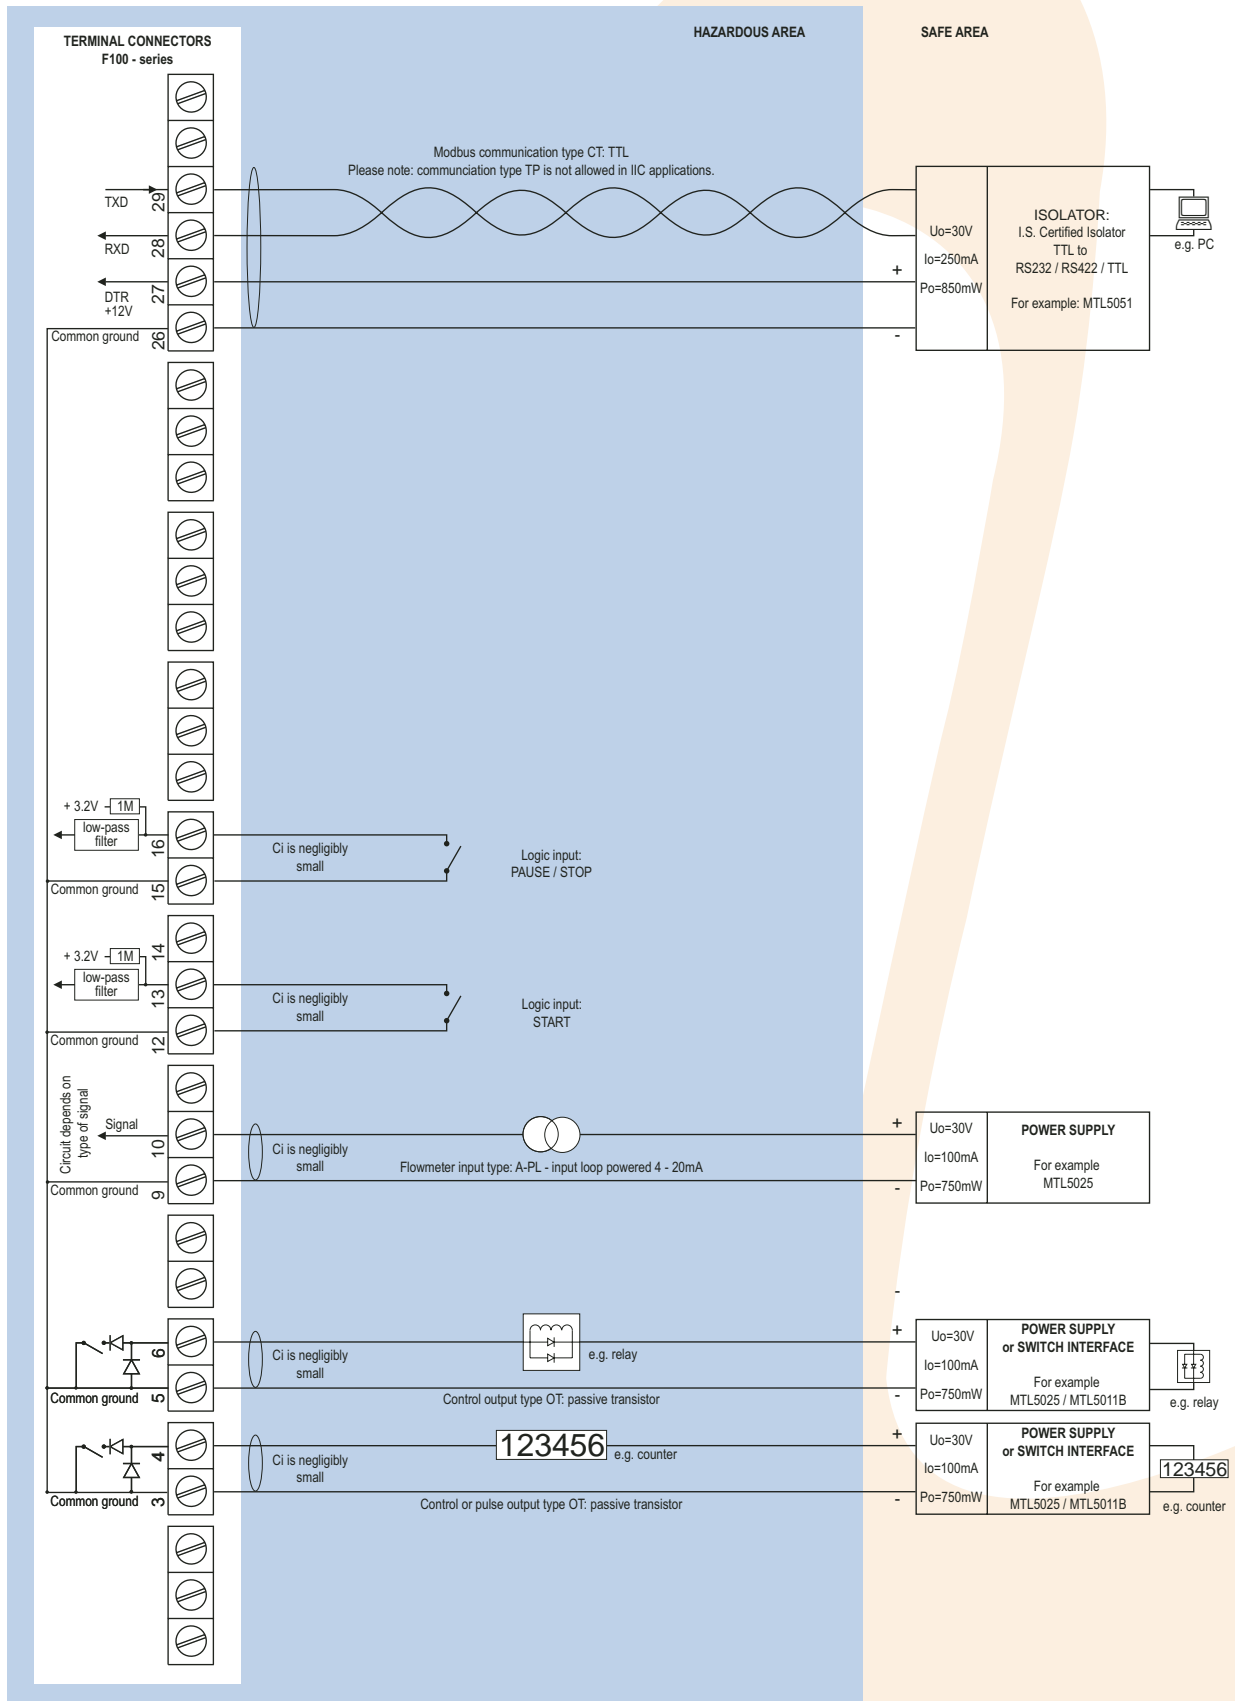 HAZARDOUS AREA
SAFE AREA
TERMINAL CONNECTORS
F100 - series
Modbus communication type CT: TTL
Please note: communciation type TP is not allowed in IIC applications.
TXD
29
RXD
28
DTR
+12V
27
Common ground
26
+
-
Uo=30V
Io=250mA
Po=850mW
ISOLATOR:
I.S. Certified Isolator
TTL to
RS232 / RS422 / TTL
For example: MTL5051
e.g. PC
+ 3.2V
1M
low-pass
filter
16
Common ground
15
Ci is negligibly
small
Logic input:
PAUSE / STOP
14
+ 3.2V
1M
low-pass
filter
13
Common ground
12
Ci is negligibly
small
Logic input:
START
Circuit depends on
type of signal
Signal
10
Common ground
9
Ci is negligibly
small
Flowmeter input type: A-PL - input loop powered 4 - 20mA
+
-
Uo=30V
Io=100mA
Po=750mW
POWER SUPPLY
For example
MTL5025
-
6
Common ground
5
Ci is negligibly
small
e.g. relay
Control output type OT: passive transistor
+
-
Uo=30V
Io=100mA
Po=750mW
POWER SUPPLY
or SWITCH INTERFACE
For example
MTL5025 / MTL5011B
e.g. relay
4
Common ground
3
Ci is negligibly
small
123456
e.g. counter
Control or pulse output type OT: passive transistor
+
-
Uo=30V
Io=100mA
Po=750mW
POWER SUPPLY
or SWITCH INTERFACE
For example
MTL5025 / MTL5011B
123456
e.g. counter